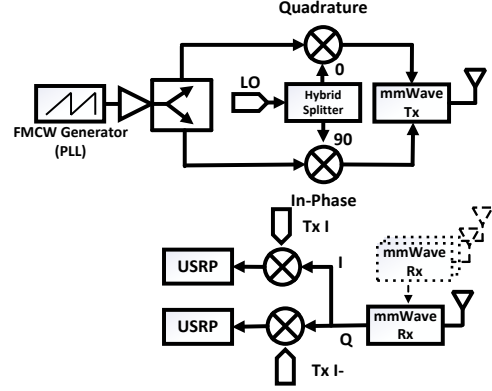 Quadrature
0
LO
Hybrid
Splitter
mmWave
Tx
FMCW Generator
(PLL)
90
In-Phase
Tx I
USRP
I
mmWave
Rx
USRP
Q
mmWave
Rx
Tx I-